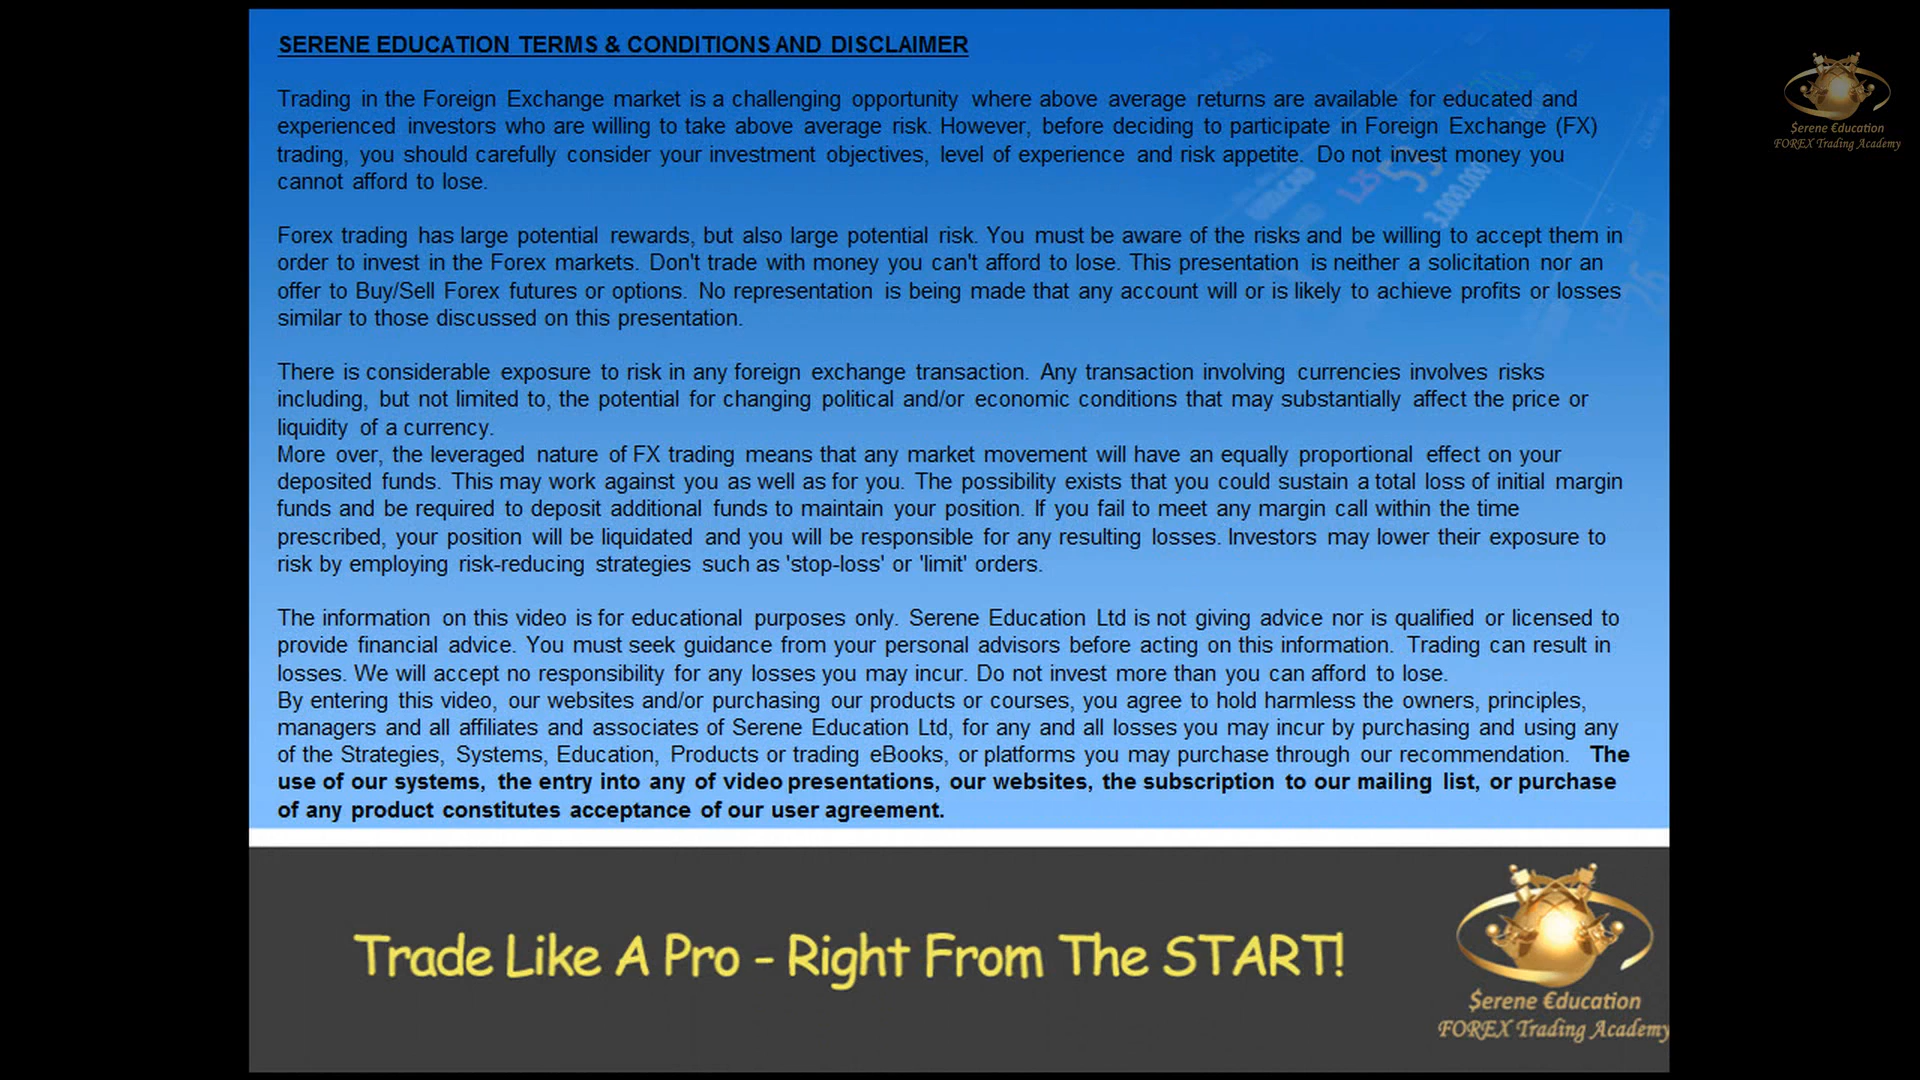 SERENE EDUCATION TERMS & CONDITIONS AND DISCLAIMER
Trading in the Foreign Exchange market is a challenging opportunity where above average returns are available for educated and
experienced investors who are willing to take above average risk. However, before deciding to participate in Foreign Exchange (FX)
trading, you should carefully consider your investment objectives, level of experience and risk appetite. Do not invest money you
cannot afford to lose.
Forex trading has large potential rewards, but also large potential risk. You must be aware of the risks and be willing to accept them in
order to invest in the Forex markets. Don't trade with money you can't afford to lose. This presentation is neither a solicitation nor an
offer to Buy/Sell Forex futures or options. No representation is being made that any account will or is likely to achieve profits or losses
similar to those discussed on this presentation.
There is considerable exposure to risk in any foreign exchange transaction. Any transaction involving currencies involves risks
including, but not limited to, the potential for changing political and/or economic conditions that may substantially affect the price or
liquidity of a currency.
More over, the leveraged nature of FX trading means that any market movement will have an equally proportional effect on your
deposited funds. This may work against you as well as for you. The possibility exists that you could sustain a total loss of initial margin
funds and be required to deposit additional funds to maintain your position. If you fail to meet any margin call within the time
prescribed, your position will be liquidated and you will be responsible for any resulting losses. Investors may lower their exposure to
risk by employing risk-reducing strategies such as 'stop-loss' or 'limit' orders.
The information on this video is for educational purposes only. Serene Education Ltd is not giving advice nor is qualified or licensed to
provide financial advice. You must seek guidance from your personal advisors before acting on this information. Trading can result in
losses. We will accept no responsibility for any losses you may incur. Do not invest more than you can afford to lose.
By entering this video, our websites and/or purchasing our products or courses, you agree to hold harmless the owners, principles,
managers and all affiliates and associates of Serene Education Ltd, for any and all losses you may incur by purchasing and using any
of the Strategies, Systems, Education, Products or trading eBooks, or platforms you may purchase through our recommendation. The
use of our systems, the entry into any of video presentations, our websites, the subscription to our mailing list, or purchase
of any product constitutes acceptance of our user agreement.
Trade Like A Pro - Right From The START!
$erene €ducation
FOREX Trading Academy
$erene €ducation
FOREX Trading Academy
1.25
53
3.000.000
26